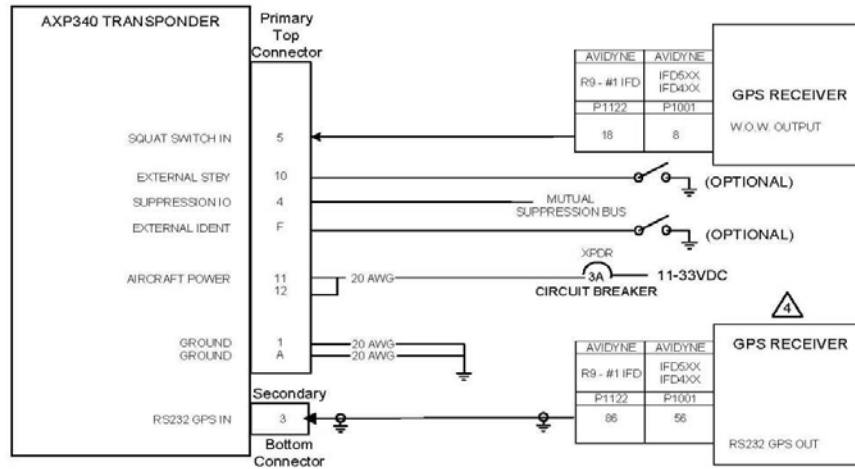 AXP340 TRANSPONDER
Primary
Top
Connector
SQUAT SWITCH IN 5
EXTERNAL STBY 10
SUPPRESSION IO 4
EXTERNAL IDENT F
AIRCRAFT POWER 11
12
GROUND 1
GROUND A
Secondary
RS232 GPS IN 3
Bottom
Connector
AVIDYNE AVIDYNE
R9 - #1 IFD IFD5XX
IFD4XX
P1122 P1001
18 8
GPS RECEIVER
W.O.W. OUTPUT
(OPTIONAL)
MUTUAL
SUPPRESSION BUS
(OPTIONAL)
XPDR
20 AWG 3A 11-33VDC
CIRCUIT BREAKER
20 AWG
20 AWG
4
AVIDYNE AVIDYNE
R9 - #1 IFD IFD5XX
IFD4XX
P1122 P1001
86 56
GPS RECEIVER
RS232 GPS OUT